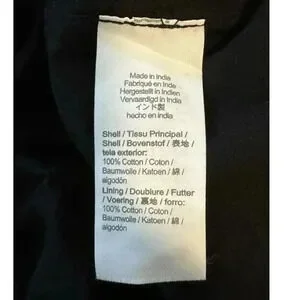 Made in India
Fabriqué en Inde
Hergestellt in Indien
Vervaardigd in India
インド製
hecho en india
Shell / Tissu Principal /
Shell / Bovenstof / 表地 /
tela exterior:
100% Cotton / Coton /
Baumwolle / Katoen / 綿 /
algodón
Lining / Doublure / Futter
/ Voering / 裏地 / forro:
100% Cotton / Coton /
Baumwolle / Katoen / 綿 /
algodón